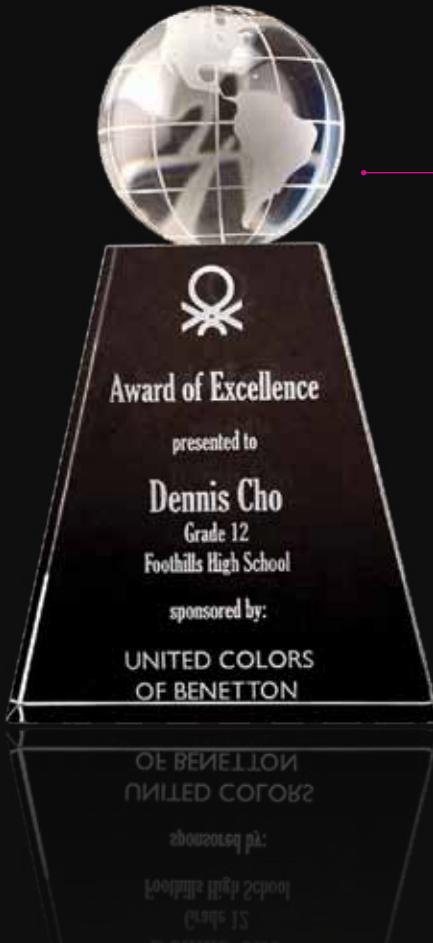 Award of Excellence
presented to
Dennis Cho
Grade 12
Foothills High School
sponsored by:
UNITED COLORS
OF BENETTON